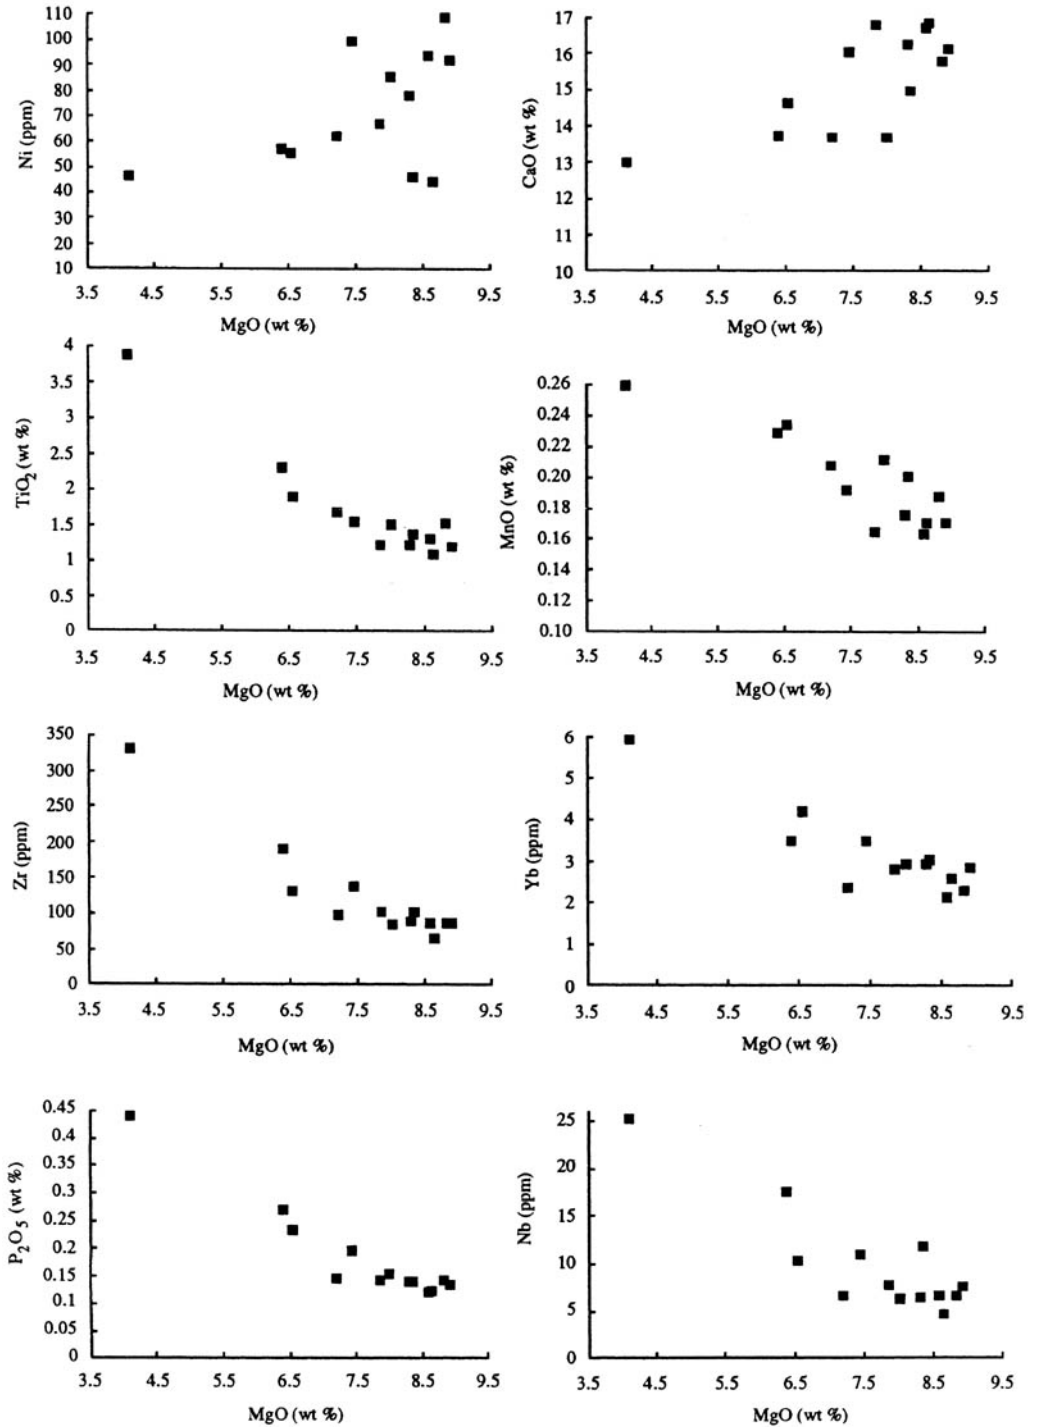 110
100
90
80
70
60
50
40
30
20
10
Ni (ppm)
3.5 4.5 5.5 6.5 7.5 8.5 9.5
MgO (wt %)
17
16
15
14
13
12
11
10
CaO (wt %)
3.5 4.5 5.5 6.5 7.5 8.5 9.5
MgO (wt %)
4
3.5
3
2.5
2
1.5
1
0.5
0
TiO2 (wt %)
3.5 4.5 5.5 6.5 7.5 8.5 9.5
MgO (wt %)
0.26
0.24
0.22
0.20
0.18
0.16
0.14
0.12
0.10
MnO (wt %)
3.5 4.5 5.5 6.5 7.5 8.5 9.5
MgO (wt %)
350
300
250
200
150
100
50
0
Zr (ppm)
3.5 4.5 5.5 6.5 7.5 8.5 9.5
MgO (wt %)
6
5
4
3
2
1
0
Yb (ppm)
3.5 4.5 5.5 6.5 7.5 8.5 9.5
MgO (wt %)
0.45
0.4
0.35
0.3
0.25
0.2
0.15
0.1
0.05
0
P2O5 (wt %)
3.5 4.5 5.5 6.5 7.5 8.5 9.5
MgO (wt %)
25
20
15
10
5
0
Nb (ppm)
3.5 4.5 5.5 6.5 7.5 8.5 9.5
MgO (wt %)